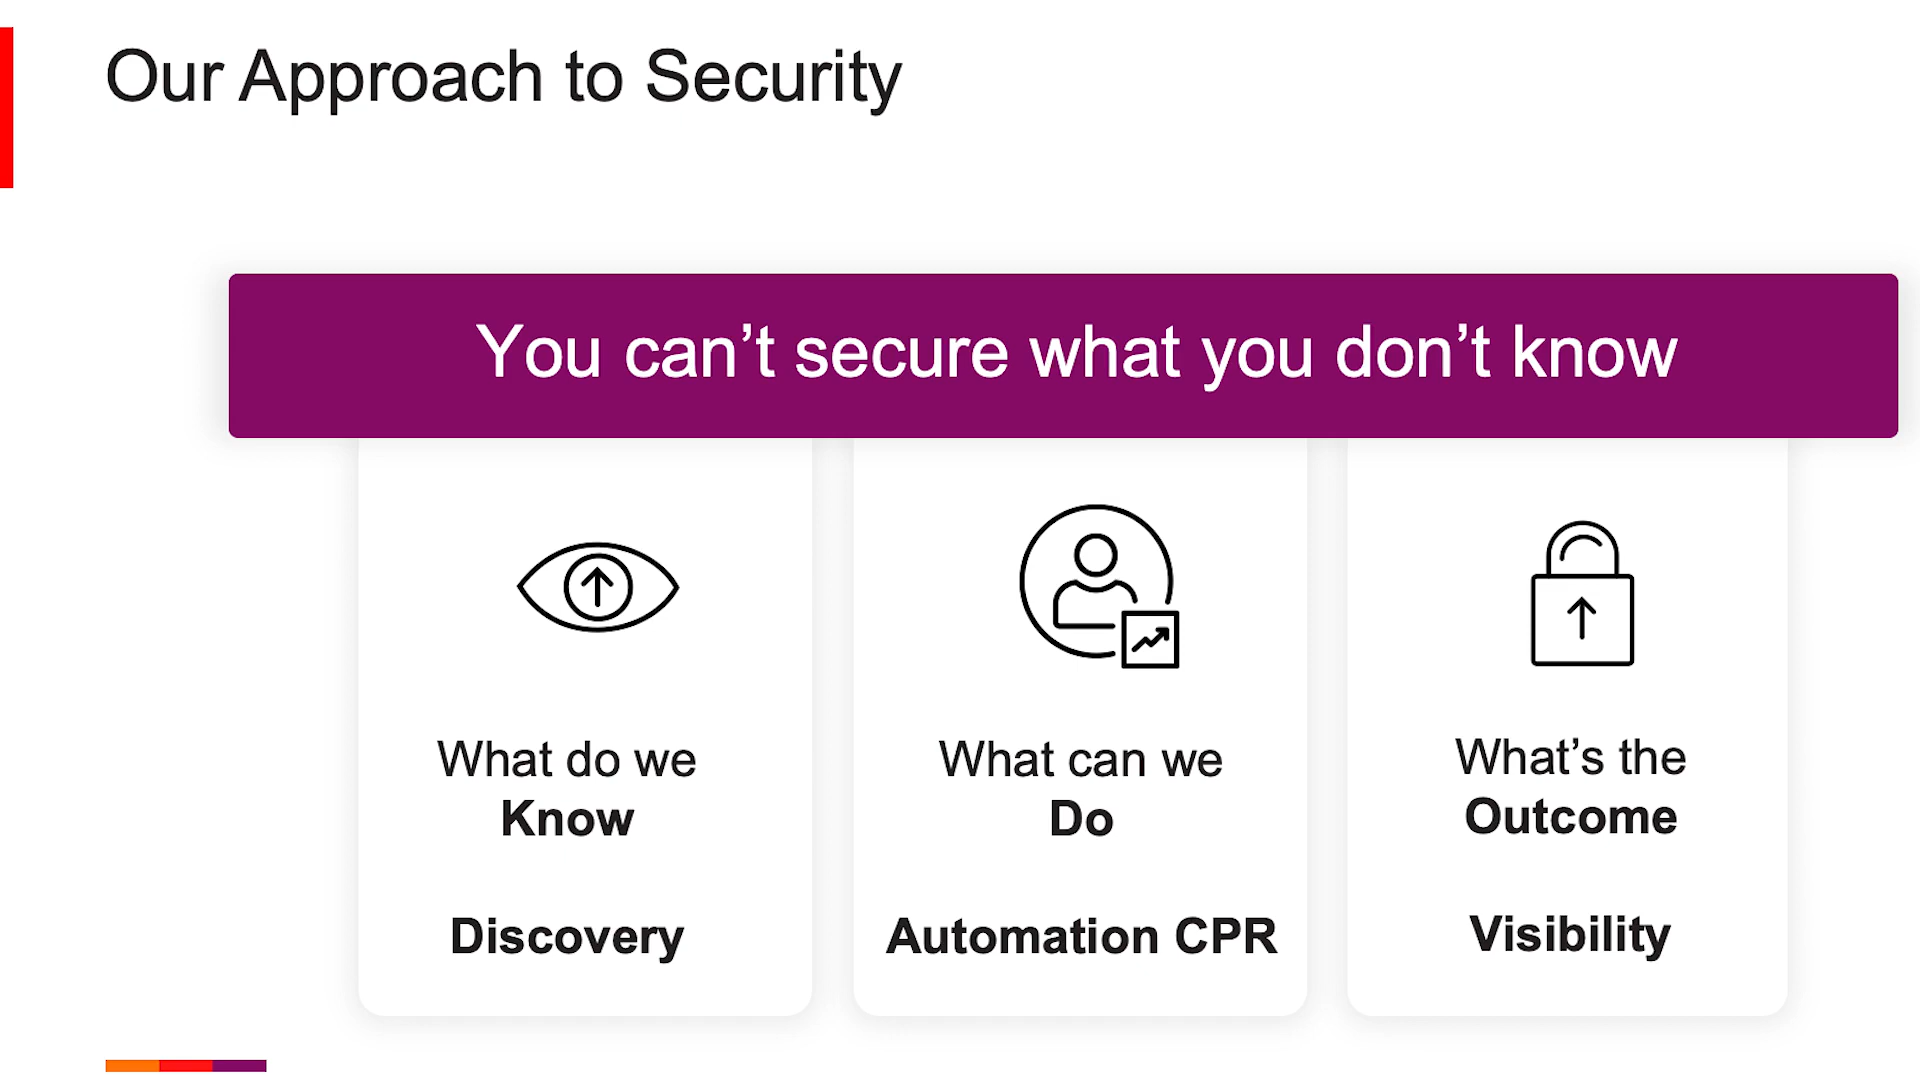 Our Approach to Security
You can’t secure what you don’t know
What do we
Know
Discovery
What can we
Do
Automation CPR
What’s the
Outcome
Visibility